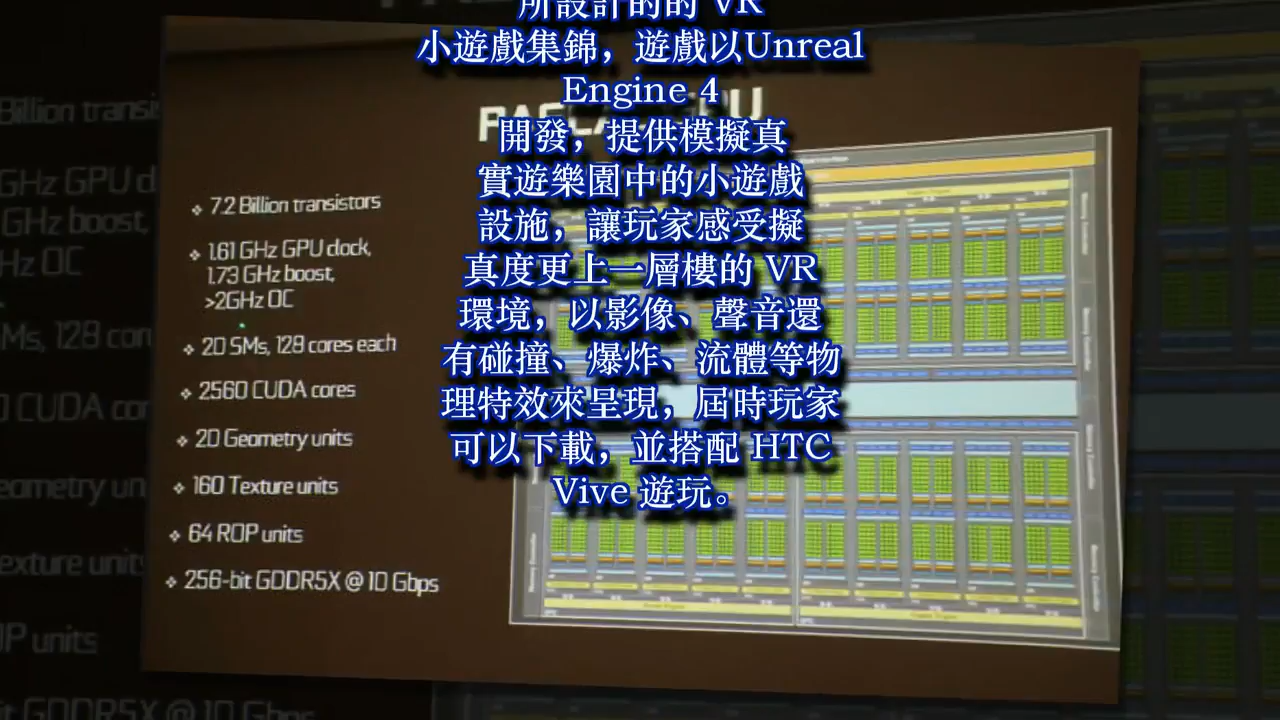 所設計的的 VR
小遊戲集錦，遊戲以Unreal
Engine 4
開發，提供模擬真
實遊樂園中的小遊戲
設施，讓玩家感受擬
真度更上一層樓的 VR
環境，以影像、聲音還
有碰撞、爆炸、流體等物
理特效來呈現，屆時玩家
可以下載，並搭配 HTC
Vive 遊玩。
7.2 Billion transistors
1.61 GHz GPU clock,
1.73 GHz boost,
>2GHz OC
20 SMs, 128 cores each
2560 CUDA cores
20 Geometry units
160 Texture units
64 ROP units
256-bit GDDR5X @ 10 Gbps